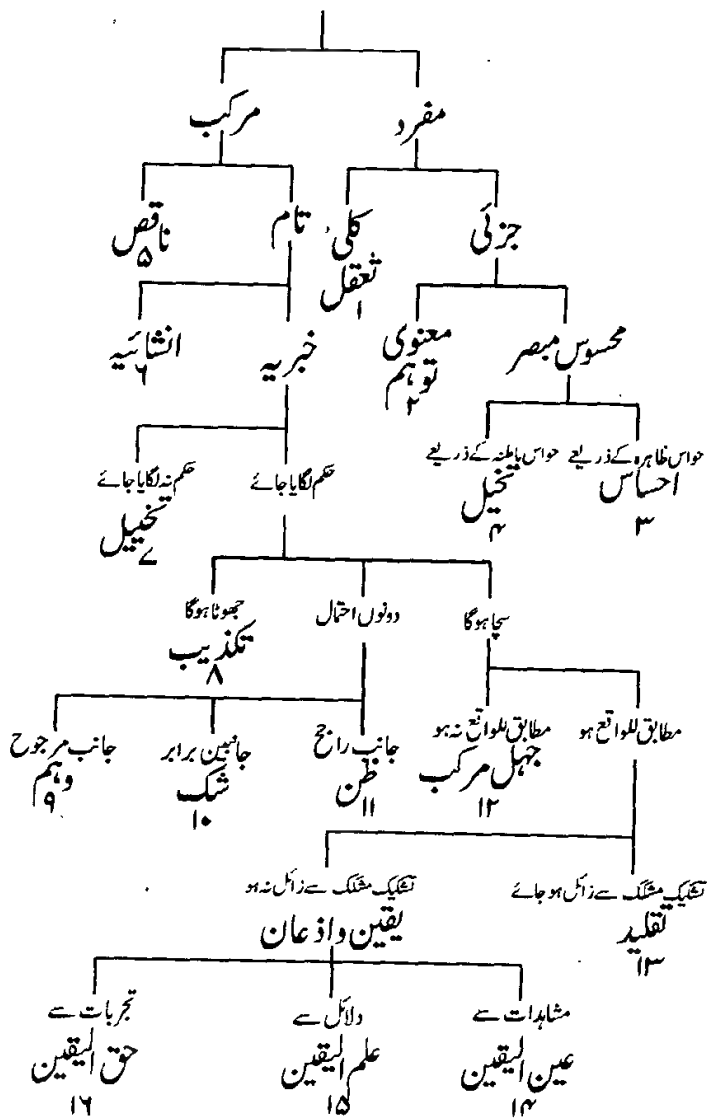 مفرد
مرکب
جزئی
کلی
تعقل
۱
تام
ناقص
۵
محسوس مبصر
معنوی
توہم
۲
خبریہ
انشائیہ
۶
حواس ظاہرہ کے ذریعے
احساس
۳
حواس باطنہ کے ذریعے
تخیل
۴
حکم لگایا جائے
حکم نہ لگایا جائے
تخییل
۷
سچا ہوگا
دونوں احتمال
جھوٹا ہوگا
تکذیب
۸
مطابق للواقع ہو
مطابق للواقع نہ ہو
جہل مرکب
۱۲
جانب راجح
ظن
۱۱
جانبین برابر
شک
۱۰
جانب مرجوح
وہم
۹
تشکیک مشکک سے زائل ہو جائے
تقلید
۱۳
تشکیک مشکک سے زائل نہ ہو
یقین و اذعان
مشاہدات سے
عین الیقین
۱۴
دلائل سے
علم الیقین
۱۵
تجربات سے
حق الیقین
۱۶